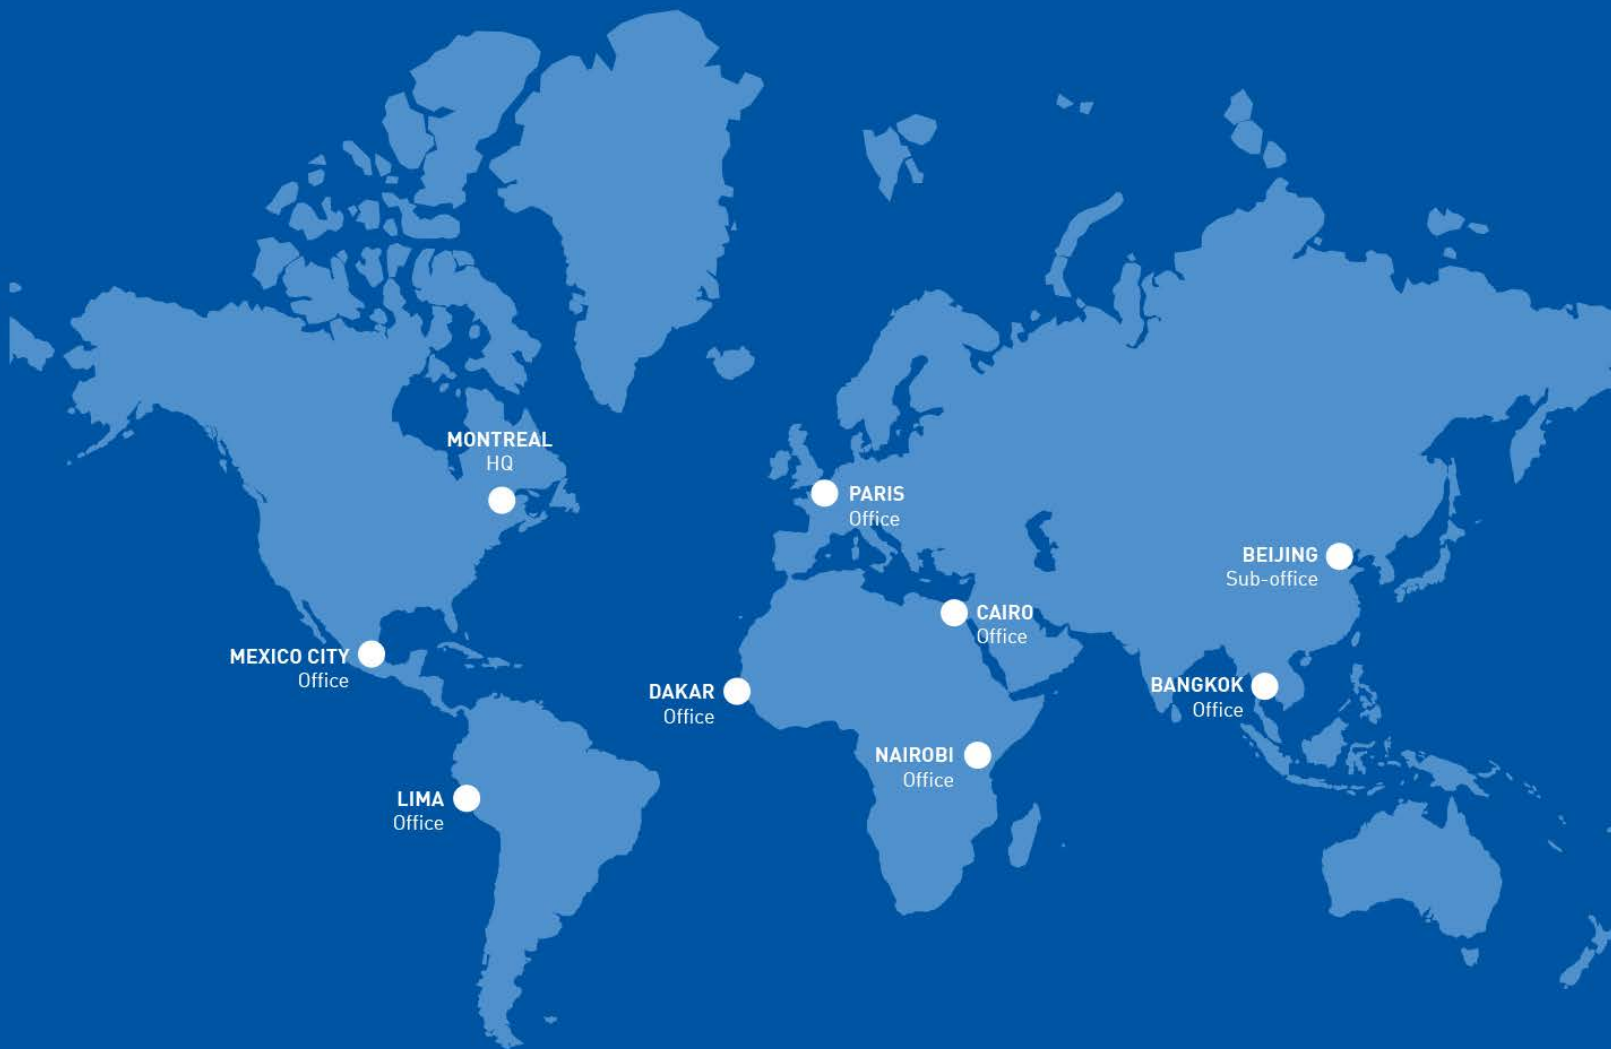 MONTREAL
HQ
PARIS
Office
BEIJING
Sub-office
CAIRO
Office
MEXICO CITY
Office
DAKAR
Office
BANGKOK
Office
NAIROBI
Office
LIMA
Office